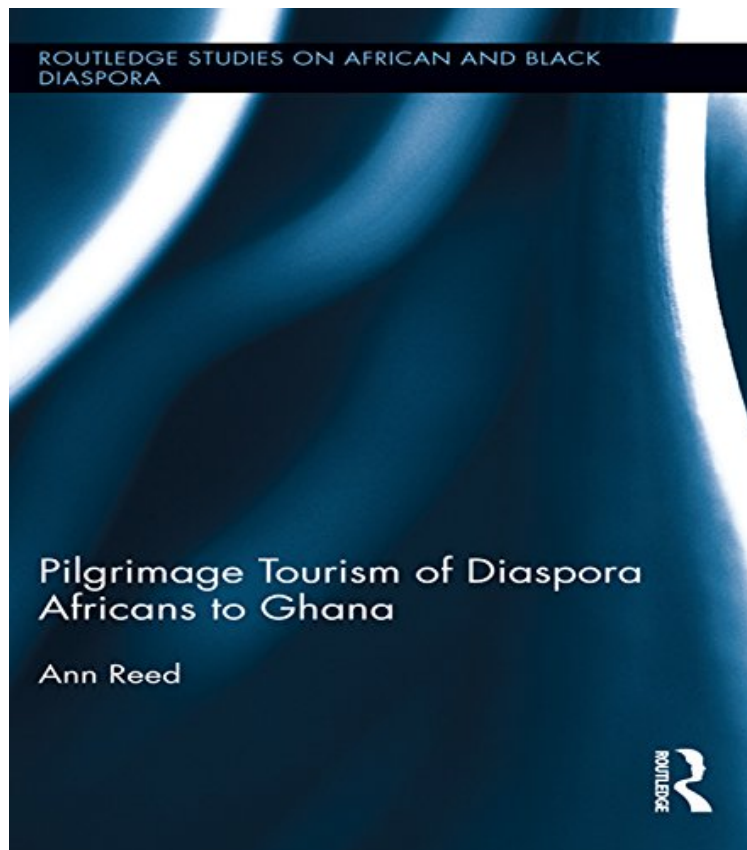 ROUTLEDGE STUDIES ON AFRICAN AND BLACK
DIASPORA
Pilgrimage Tourism of Diaspora
Africans to Ghana
Ann Reed
ROUTLEDGE